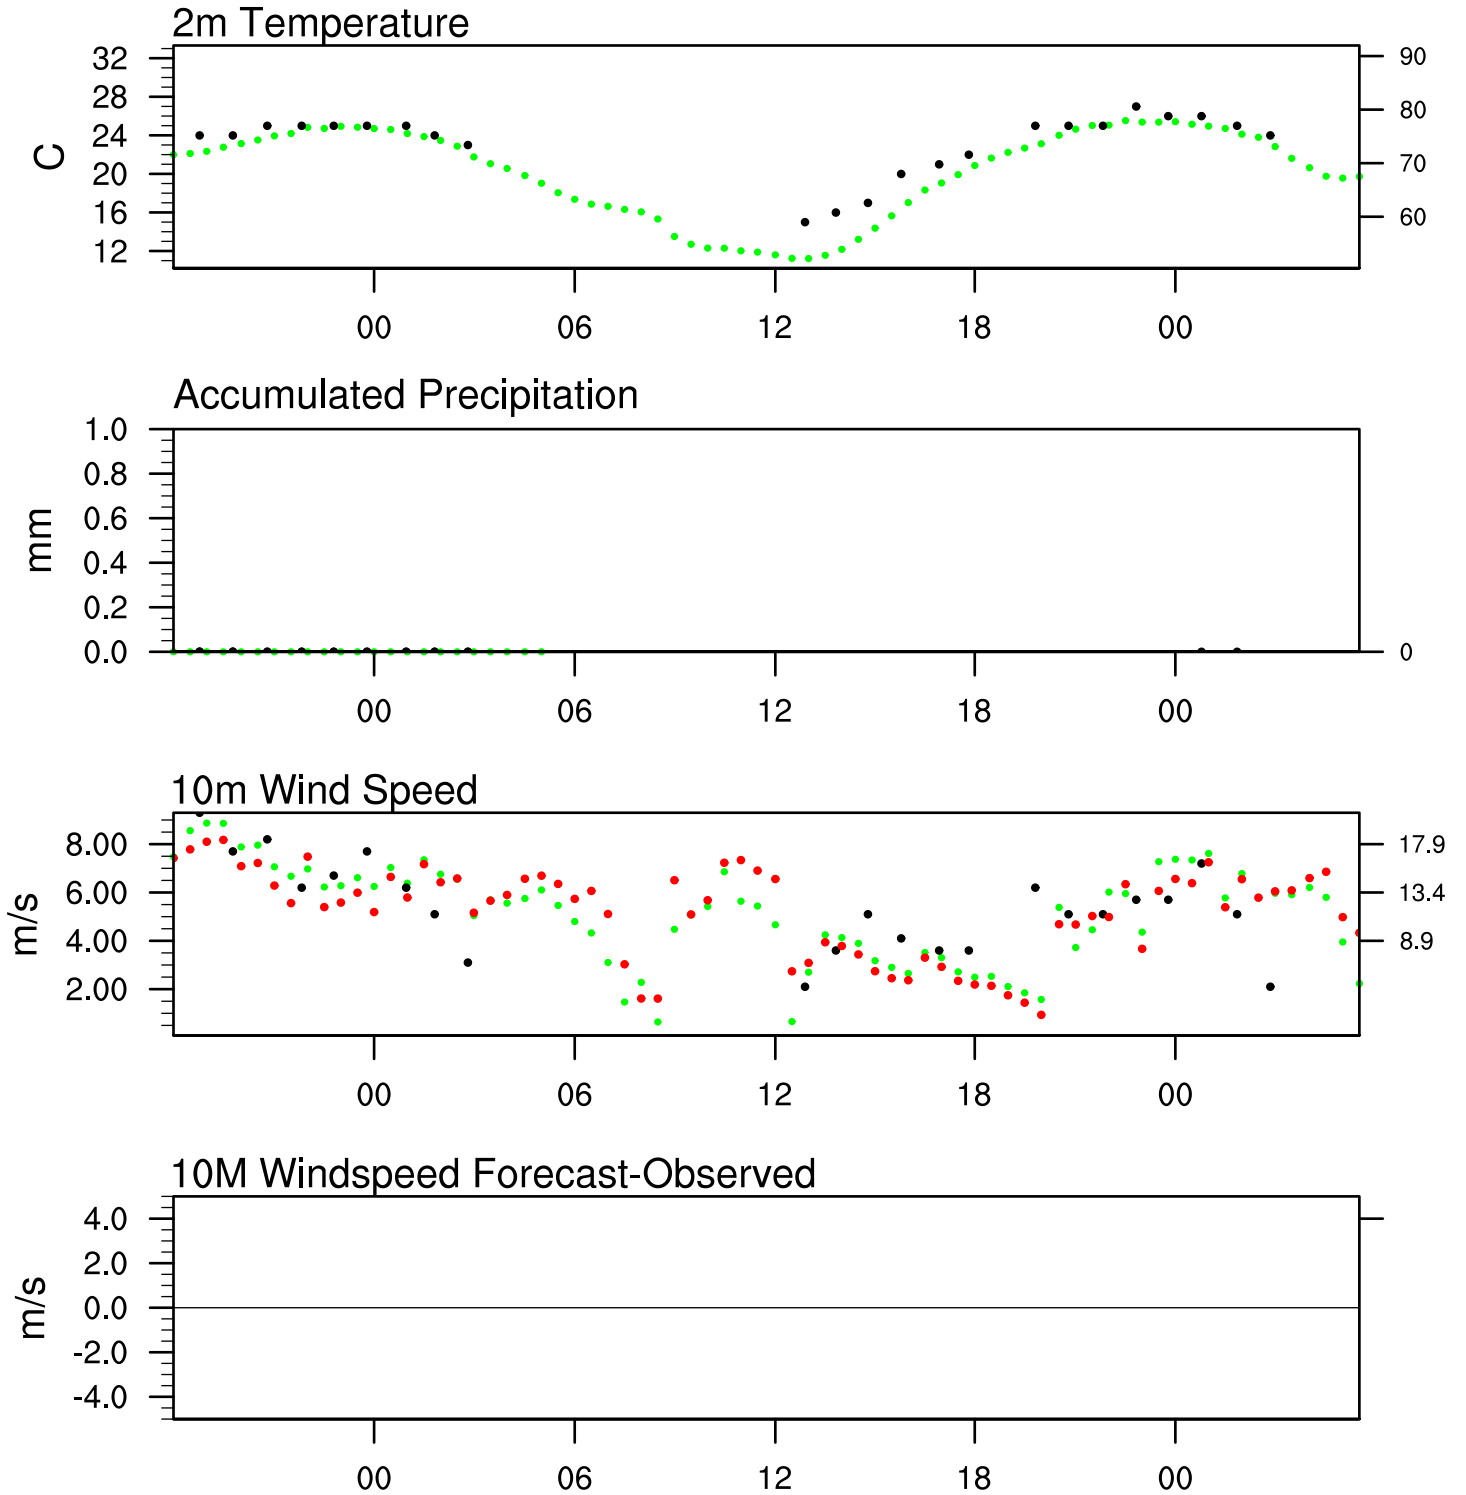 2m Temperature
32
28
24
20
16
12
C
90
80
70
60
00 06 12 18 00
Accumulated Precipitation
1.0
0.8
0.6
0.4
0.2
0.0
mm
0
00 06 12 18 00
10m Wind Speed
8.00
6.00
4.00
2.00
m/s
17.9
13.4
8.9
00 06 12 18 00
10M Windspeed Forecast-Observed
4.0
2.0
0.0
-2.0
-4.0
m/s
00 06 12 18 00